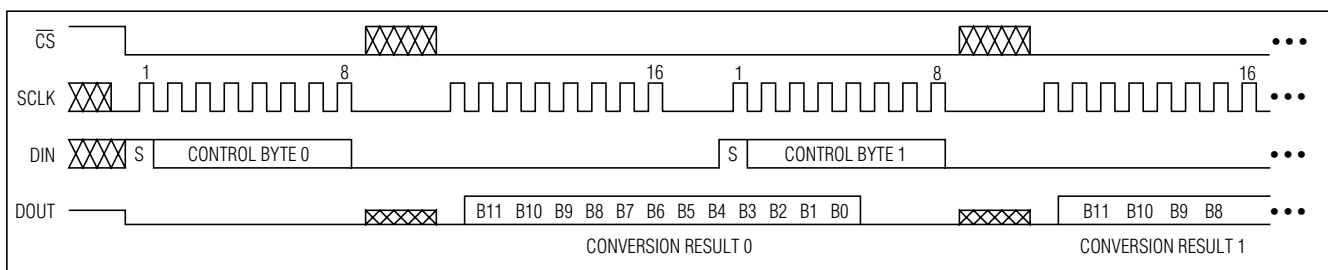 CS
1 8 16 1 8 16
SCLK •••
DIN S CONTROL BYTE 0 S CONTROL BYTE 1 •••
DOUT B11 B10 B9 B8 B7 B6 B5 B4 B3 B2 B1 B0 B11 B10 B9 B8 •••
CONVERSION RESULT 0 CONVERSION RESULT 1